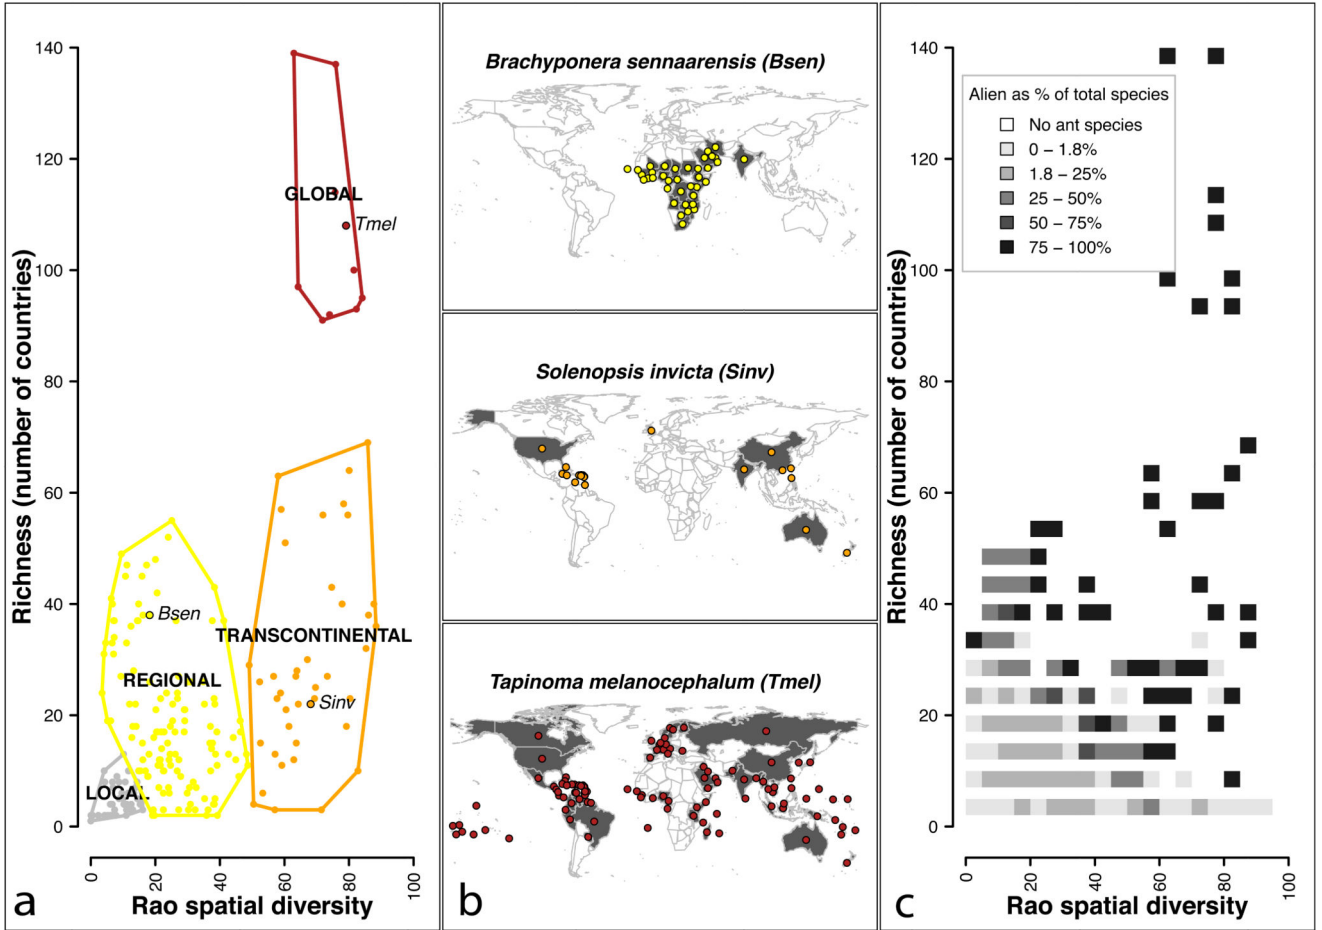 140
120
100
80
60
40
20
0
Richness (number of countries)
GLOBAL
Tmel
Bsen
TRANSCONTINENTAL
REGIONAL
Sinv
LOCAL
0
20
40
60
80
100
Rao spatial diversity
a
Brachyponera sennaarensis (Bsen)
Solenopsis invicta (Sinv)
Tapinoma melanocephalum (Tmel)
b
140
120
100
80
60
40
20
0
Richness (number of countries)
Alien as % of total species
No ant species
0 – 1.8%
1.8 – 25%
25 – 50%
50 – 75%
75 – 100%
0
20
40
60
80
100
Rao spatial diversity
c